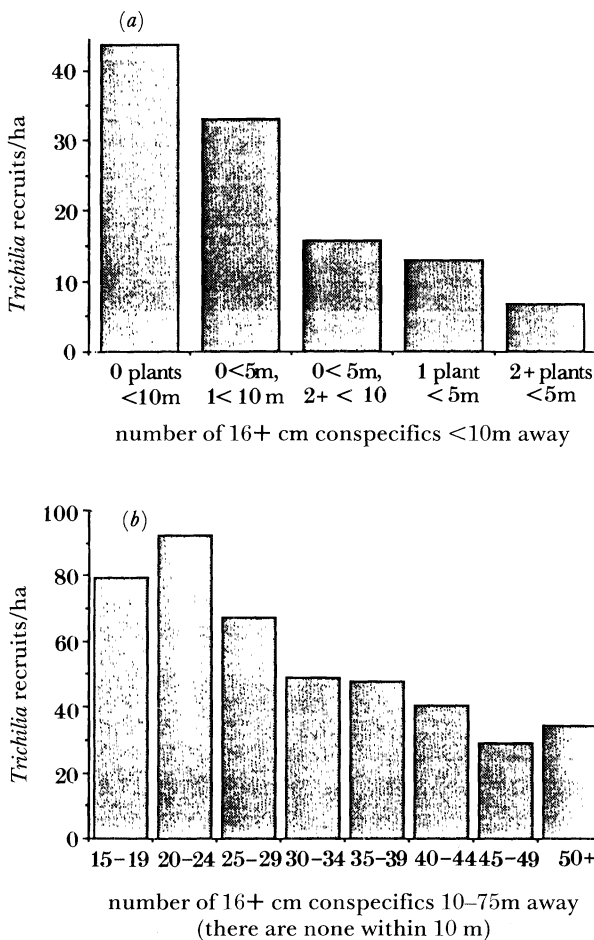 (a)
Trichilia recruits/ha
40
30
20
10
0
0 plants <10m
0<5m, 1< 10 m
0< 5m, 2+ < 10
1 plant < 5m
2+ plants <5m
number of 16+ cm conspecifics <10m away
(b)
Trichilia recruits/ha
100
80
60
40
20
0
15–19 20–24 25–29 30–34 35–39 40–44 45–49 50+
number of 16+ cm conspecifics 10–75m away
(there are none within 10 m)